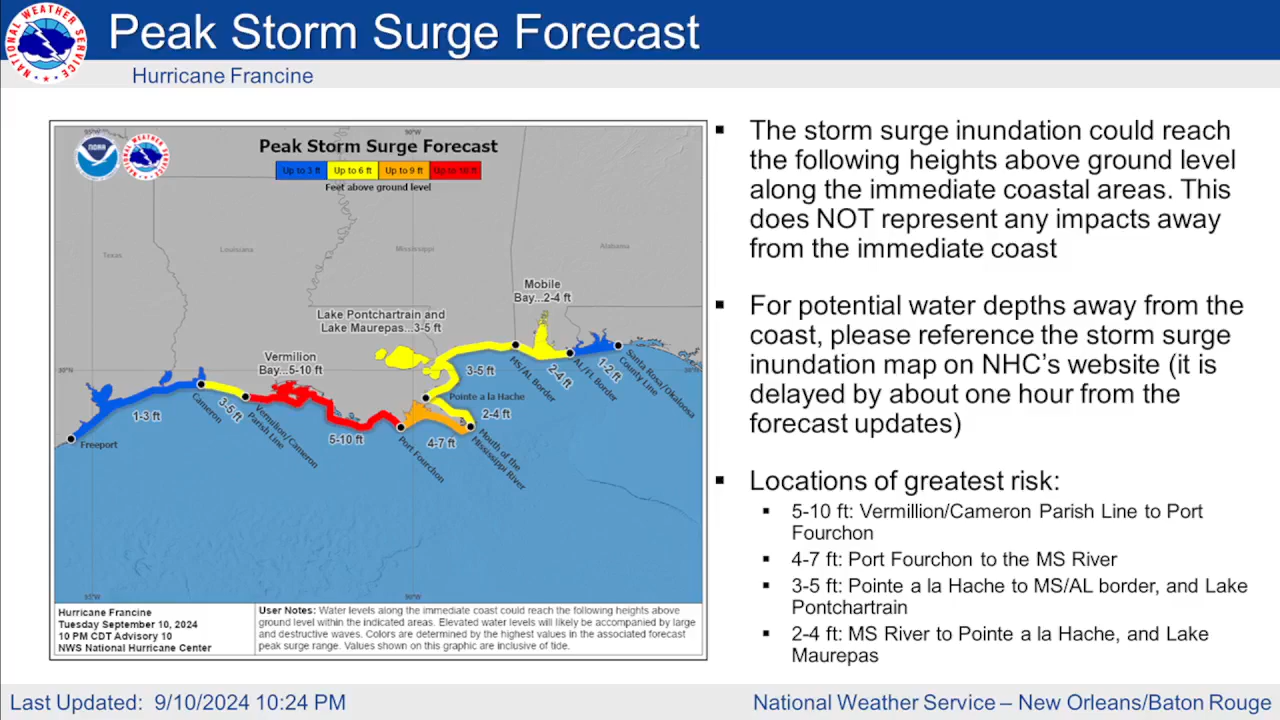 Peak Storm Surge Forecast
Hurricane Francine
NATIONAL WEATHER SERVICE
NOAA
95°W
90°W
Peak Storm Surge Forecast
Up to 3 ft
Up to 6 ft
Up to 9 ft
Feet above ground level
Texas
Louisiana
Mississippi
Alabama
Mobile
Bay...2-4 ft
Lake Pontchartrain and
Lake Maurepas...3-5 ft
Vermilion
Bay...5-10 ft
30°N
Freeport
1-3 ft
Cameron
3-5 ft
Vermilion/Cameron
Parish Line
5-10 ft
Port Fourchon
4-7 ft
Mouth of the
Mississippi River
Pointe a la Hache
2-4 ft
3-5 ft
MS/AL Border
2-4 ft
AL/FL Border
1-2 ft
Santa Rosa/Okaloosa
County Line
95°W
90°W
Hurricane Francine
Tuesday September 10, 2024
10 PM CDT Advisory 10
NWS National Hurricane Center
User Notes: Water levels along the immediate coast could reach the following heights above
ground level within the indicated areas. Elevated water levels will likely be accompanied by large
and destructive waves. Colors are determined by the highest values in the associated forecast
peak surge range. Values shown on this graphic are inclusive of tide.
▪ The storm surge inundation could reach
the following heights above ground level
along the immediate coastal areas. This
does NOT represent any impacts away
from the immediate coast
▪ For potential water depths away from the
coast, please reference the storm surge
inundation map on NHC’s website (it is
delayed by about one hour from the
forecast updates)
▪ Locations of greatest risk:
▪ 5-10 ft: Vermillion/Cameron Parish Line to Port
Fourchon
▪ 4-7 ft: Port Fourchon to the MS River
▪ 3-5 ft: Pointe a la Hache to MS/AL border, and Lake
Pontchartrain
▪ 2-4 ft: MS River to Pointe a la Hache, and Lake
Maurepas
Last Updated: 9/10/2024 10:24 PM
National Weather Service – New Orleans/Baton Rouge